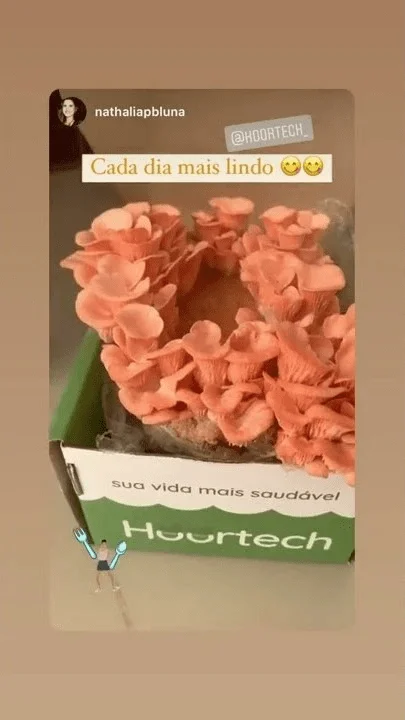 nathaliapbluna
@HOORTECH_
Cada dia mais lindo 😋😋
sua vida mais saudável
Hoortech